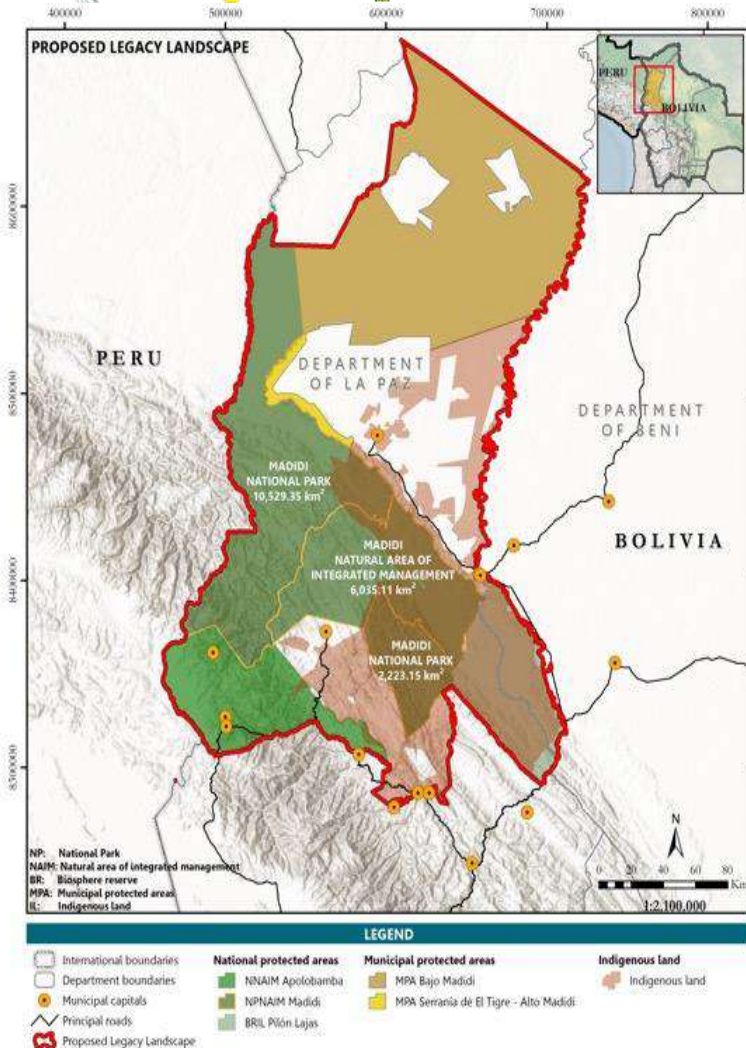 400000 500000 600000 700000 800000
PROPOSED LEGACY LANDSCAPE
PERU
BOLIVIA
8600000
8500000
8400000
8300000
PERU
DEPARTMENT
OF LA PAZ
DEPARTMENT
OF BENI
MADIDI
NATIONAL PARK
10,529.35 km²
BOLIVIA
MADIDI
NATURAL AREA OF
INTEGRATED MANAGEMENT
6,035.11 km²
MADIDI
NATIONAL PARK
2,223.15 km²
N
0 20 40 60 80
Km
1:2,100,000
NP: National Park
NAIM: Natural area of integrated management
BR: Biosphere reserve
MPA: Municipal protected areas
IL: Indigenous land
LEGEND
International boundaries
Department boundaries
Municipal capitals
Principal roads
Proposed Legacy Landscape
National protected areas
NNAIM Apolobamba
NPNAIM Madidi
BRIL Pilón Lajas
Municipal protected areas
MPA Bajo Madidi
MPA Serrania de El Tigre - Alto Madidi
Indigenous land
Indigenous land